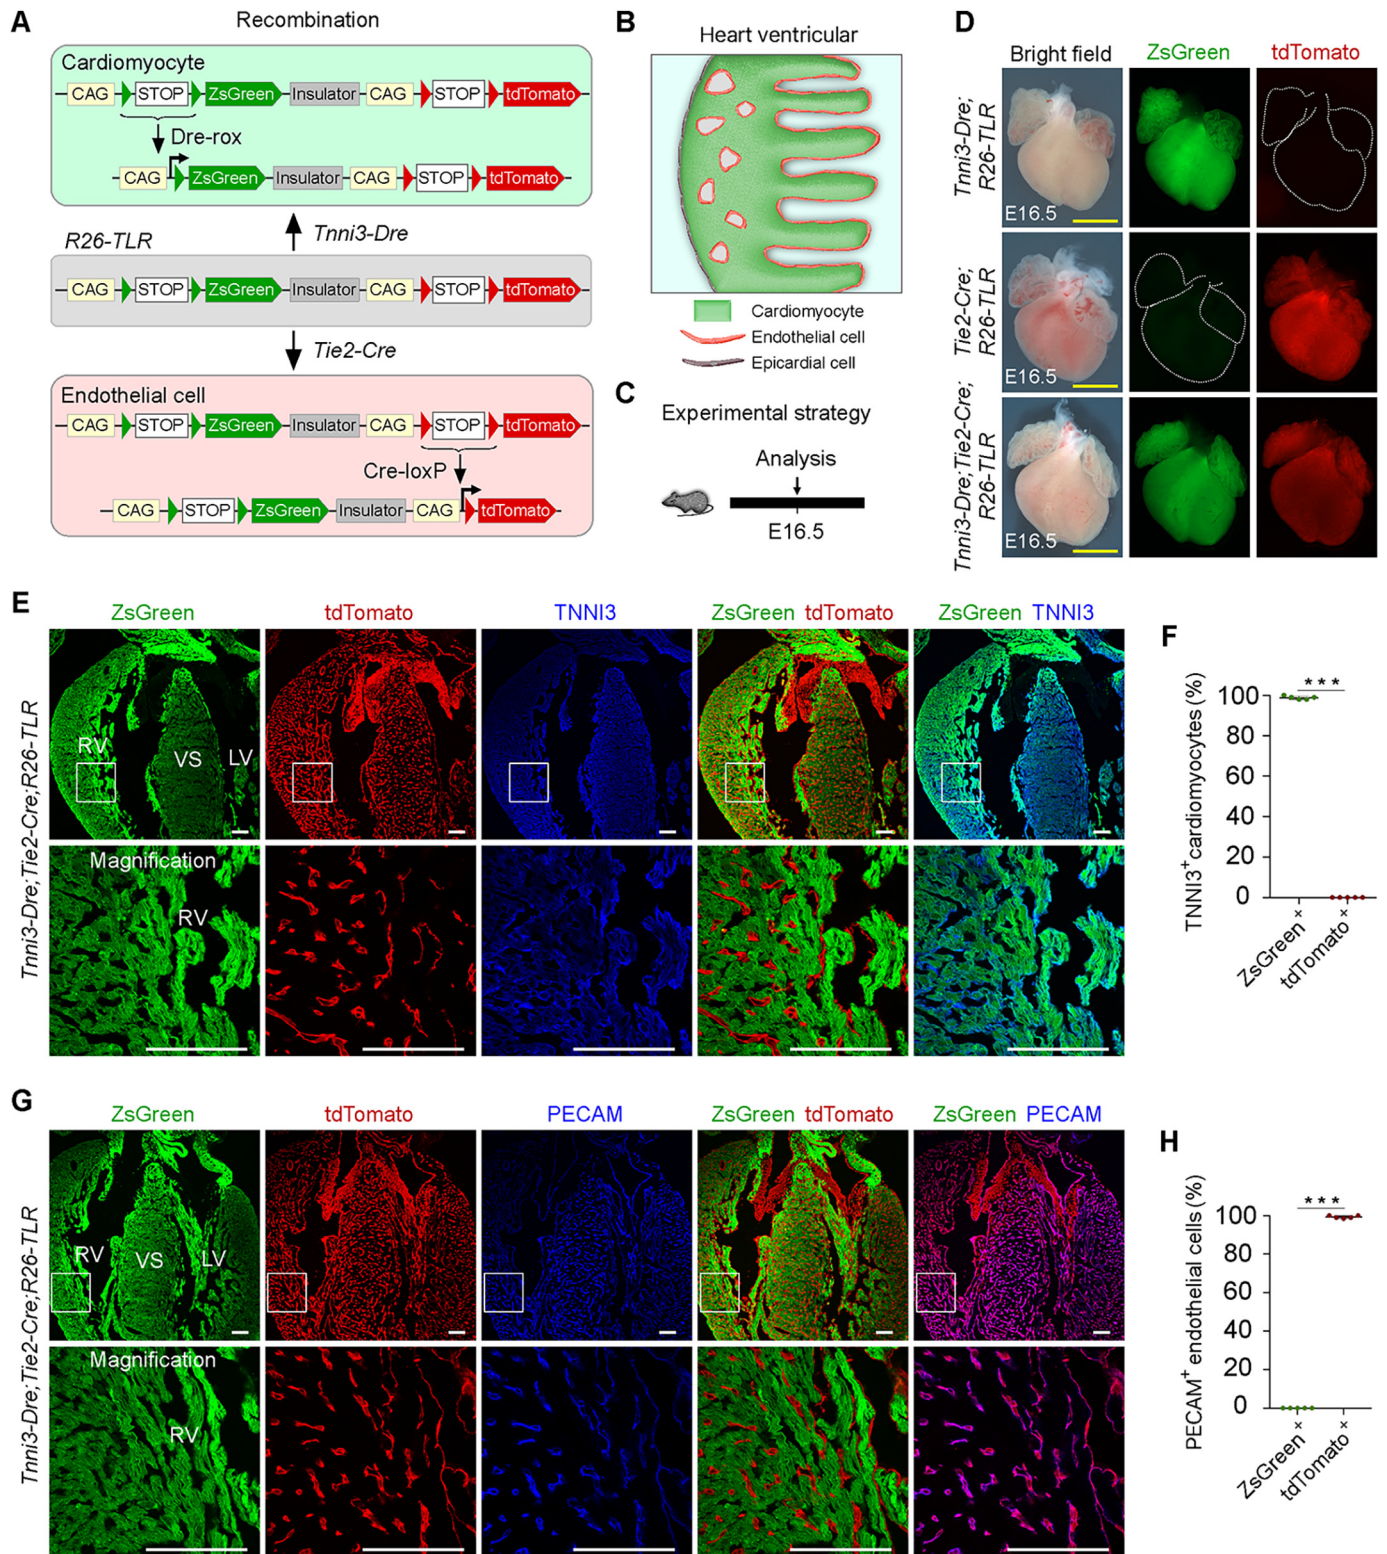 A
Recombination
Cardiomyocyte
CAG STOP ZsGreen Insulator CAG STOP tdTomato
Dre-rox
CAG ZsGreen Insulator CAG STOP tdTomato
R26-TLR
Tnni3-Dre
CAG STOP ZsGreen Insulator CAG STOP tdTomato
Tie2-Cre
Endothelial cell
CAG STOP ZsGreen Insulator CAG STOP tdTomato
Cre-loxP
CAG STOP ZsGreen Insulator CAG tdTomato
B
Heart ventricular
Cardiomyocyte
Endothelial cell
Epicardial cell
C
Experimental strategy
Analysis
E16.5
D
Bright field ZsGreen tdTomato
Tnni3-Dre;
R26-TLR
E16.5
Tie2-Cre;
R26-TLR
E16.5
Tnni3-Dre;Tie2-Cre;
R26-TLR
E16.5
E
ZsGreen tdTomato TNNI3 ZsGreen tdTomato ZsGreen TNNI3
Tnni3-Dre;Tie2-Cre;R26-TLR
RV VS LV
Magnification
RV
F
TNNI3+ cardiomyocytes (%)
***
100
80
60
40
20
0
ZsGreen+
tdTomato+
G
ZsGreen tdTomato PECAM ZsGreen tdTomato ZsGreen PECAM
Tnni3-Dre;Tie2-Cre;R26-TLR
RV VS LV
Magnification
RV
H
PECAM+ endothelial cells (%)
***
100
80
60
40
20
0
ZsGreen+
tdTomato+